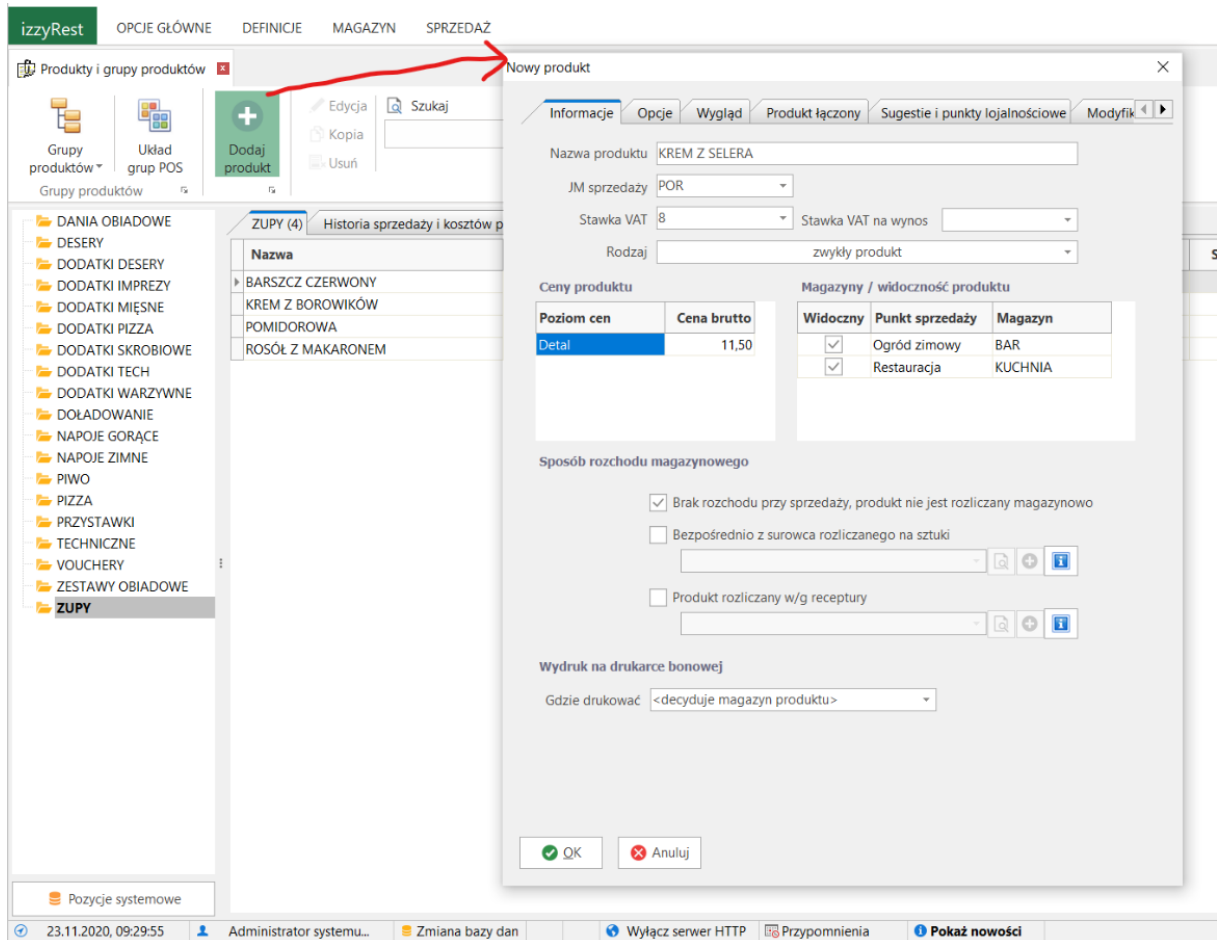 izzyRest OPCJE GŁÓWNE DEFINICJE MAGAZYN SPRZEDAŻ
Produkty i grupy produktów
Grupy produktów
Układ grup POS
Dodaj produkt
Edycja
Kopia
Usuń
Szukaj
Grupy produktów
DANIA OBIADOWE
DESERY
DODATKI DESERY
DODATKI IMPREZY
DODATKI MIĘSNE
DODATKI PIZZA
DODATKI SKROBIOWE
DODATKI TECH
DODATKI WARZYWNE
DOŁADOWANIE
NAPOJE GORĄCE
NAPOJE ZIMNE
PIWO
PIZZA
PRZYSTAWKI
TECHNICZNE
VOUCHERY
ZESTAWY OBIADOWE
ZUPY
Pozycje systemowe
ZUPY (4) Historia sprzedaży i kosztów p
Nazwa
BARSZCZ CZERWONY
KREM Z BOROWIKÓW
POMIDOROWA
ROSÓŁ Z MAKARONEM
S
Nowy produkt
Informacje Opcje Wygląd Produkt łączony Sugestie i punkty lojalnościowe Modyfik
Nazwa produktu KREM Z SELERA
JM sprzedaży POR
Stawka VAT 8 Stawka VAT na wynos
Rodzaj zwykły produkt
Ceny produktu
Poziom cen Cena brutto
Detal 11,50
Magazyny / widoczność produktu
Widoczny Punkt sprzedaży Magazyn
Ogród zimowy BAR
Restauracja KUCHNIA
Sposób rozchodu magazynowego
Brak rozchodu przy sprzedaży, produkt nie jest rozliczany magazynowo
Bezpośrednio z surowca rozliczanego na sztuki
Produkt rozliczany w/g receptury
Wydruk na drukarce bonowej
Gdzie drukować <decyduje magazyn produktu>
OK Anuluj
23.11.2020, 09:29:55 Administrator systemu... Zmiana bazy dan Wyłącz serwer HTTP Przypomnienia Pokaż nowości